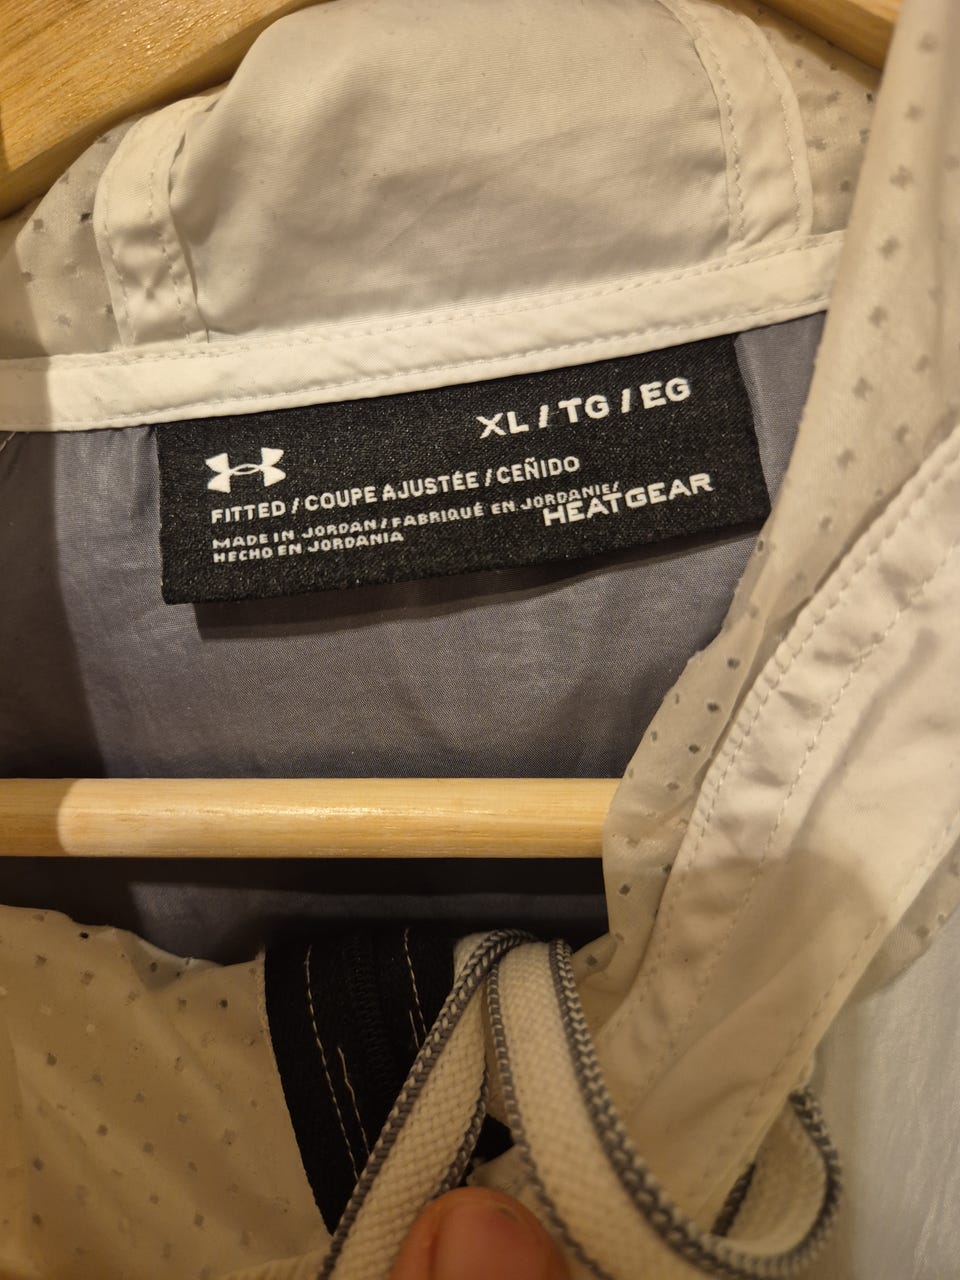 XL / TG / EG
FITTED / COUPE AJUSTÉE / CEÑIDO
MADE IN JORDAN / FABRIQUÉ EN JORDANIE/
HECHO EN JORDANIA
HEATGEAR